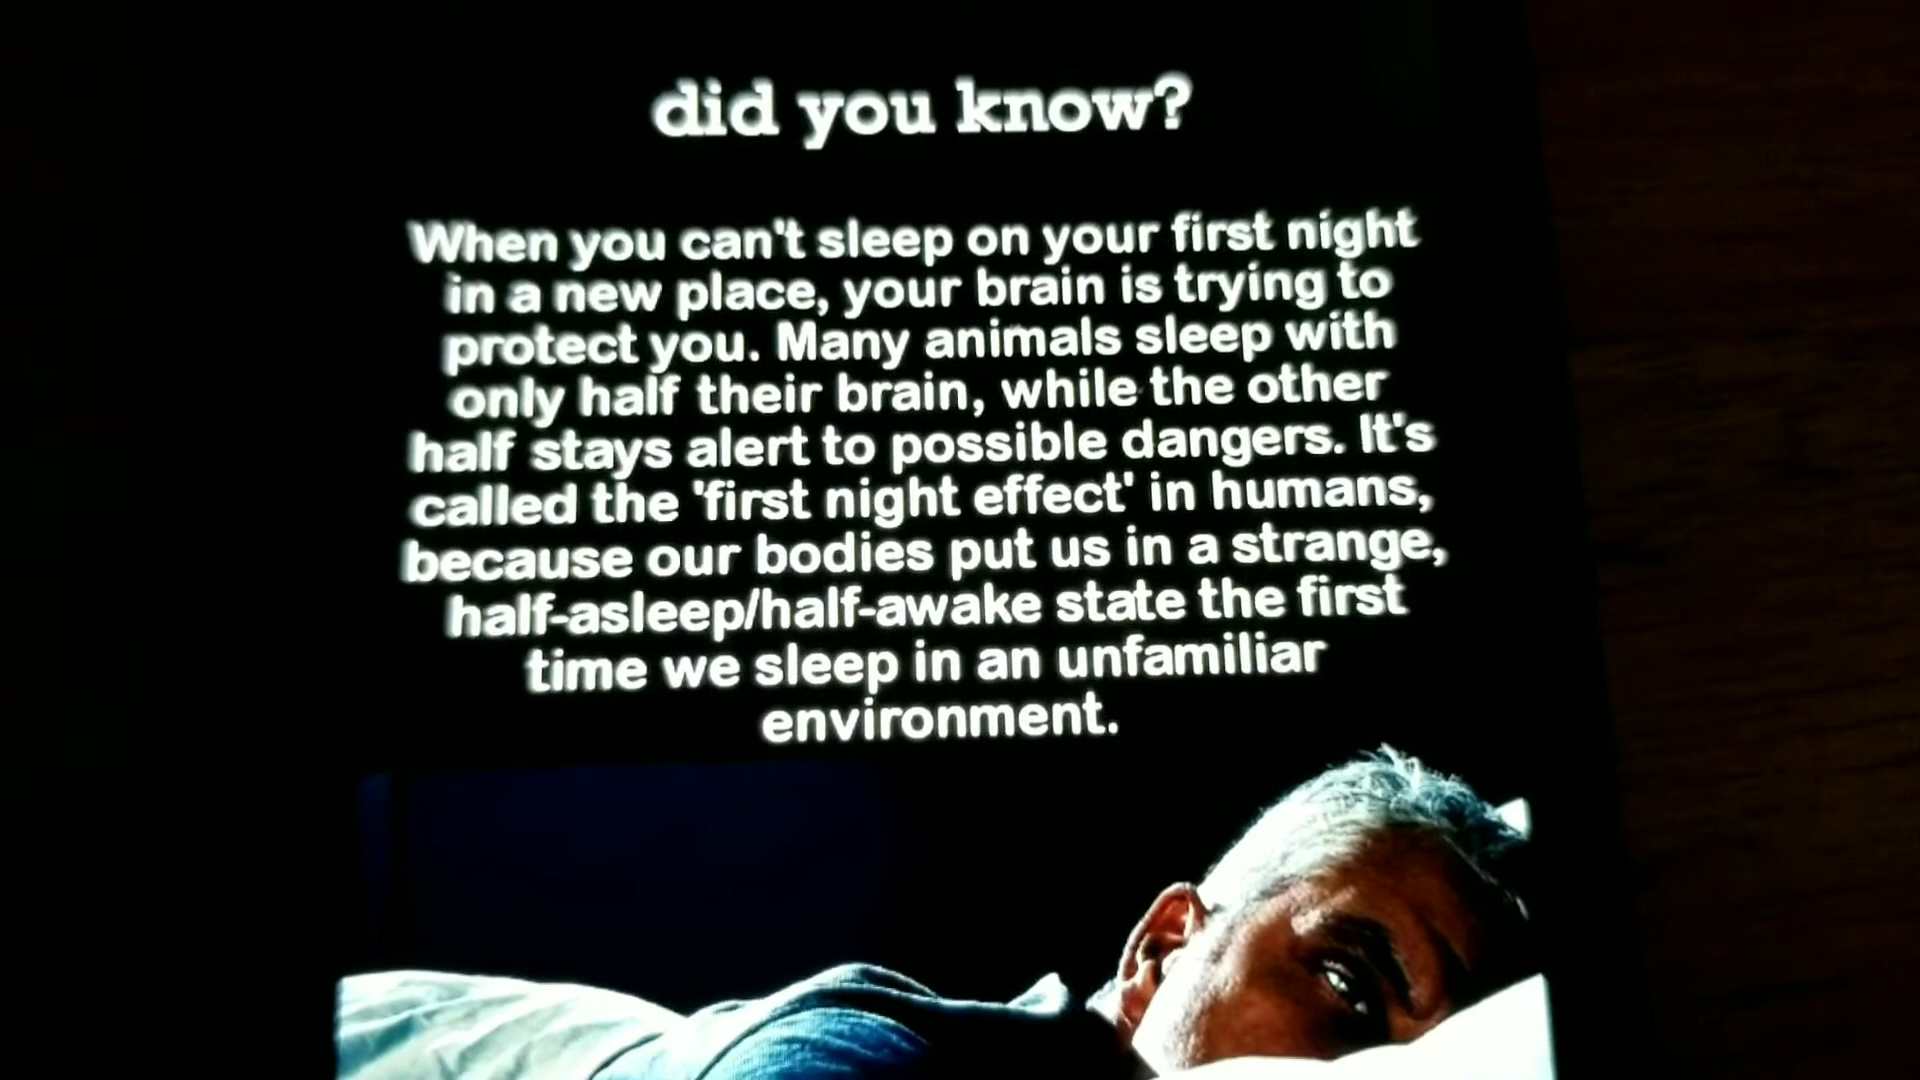 did you know?
When you can't sleep on your first night
in a new place, your brain is trying to
protect you. Many animals sleep with
only half their brain, while the other
half stays alert to possible dangers. It's
called the 'first night effect' in humans,
because our bodies put us in a strange,
half-asleep/half-awake state the first
time we sleep in an unfamiliar
environment.